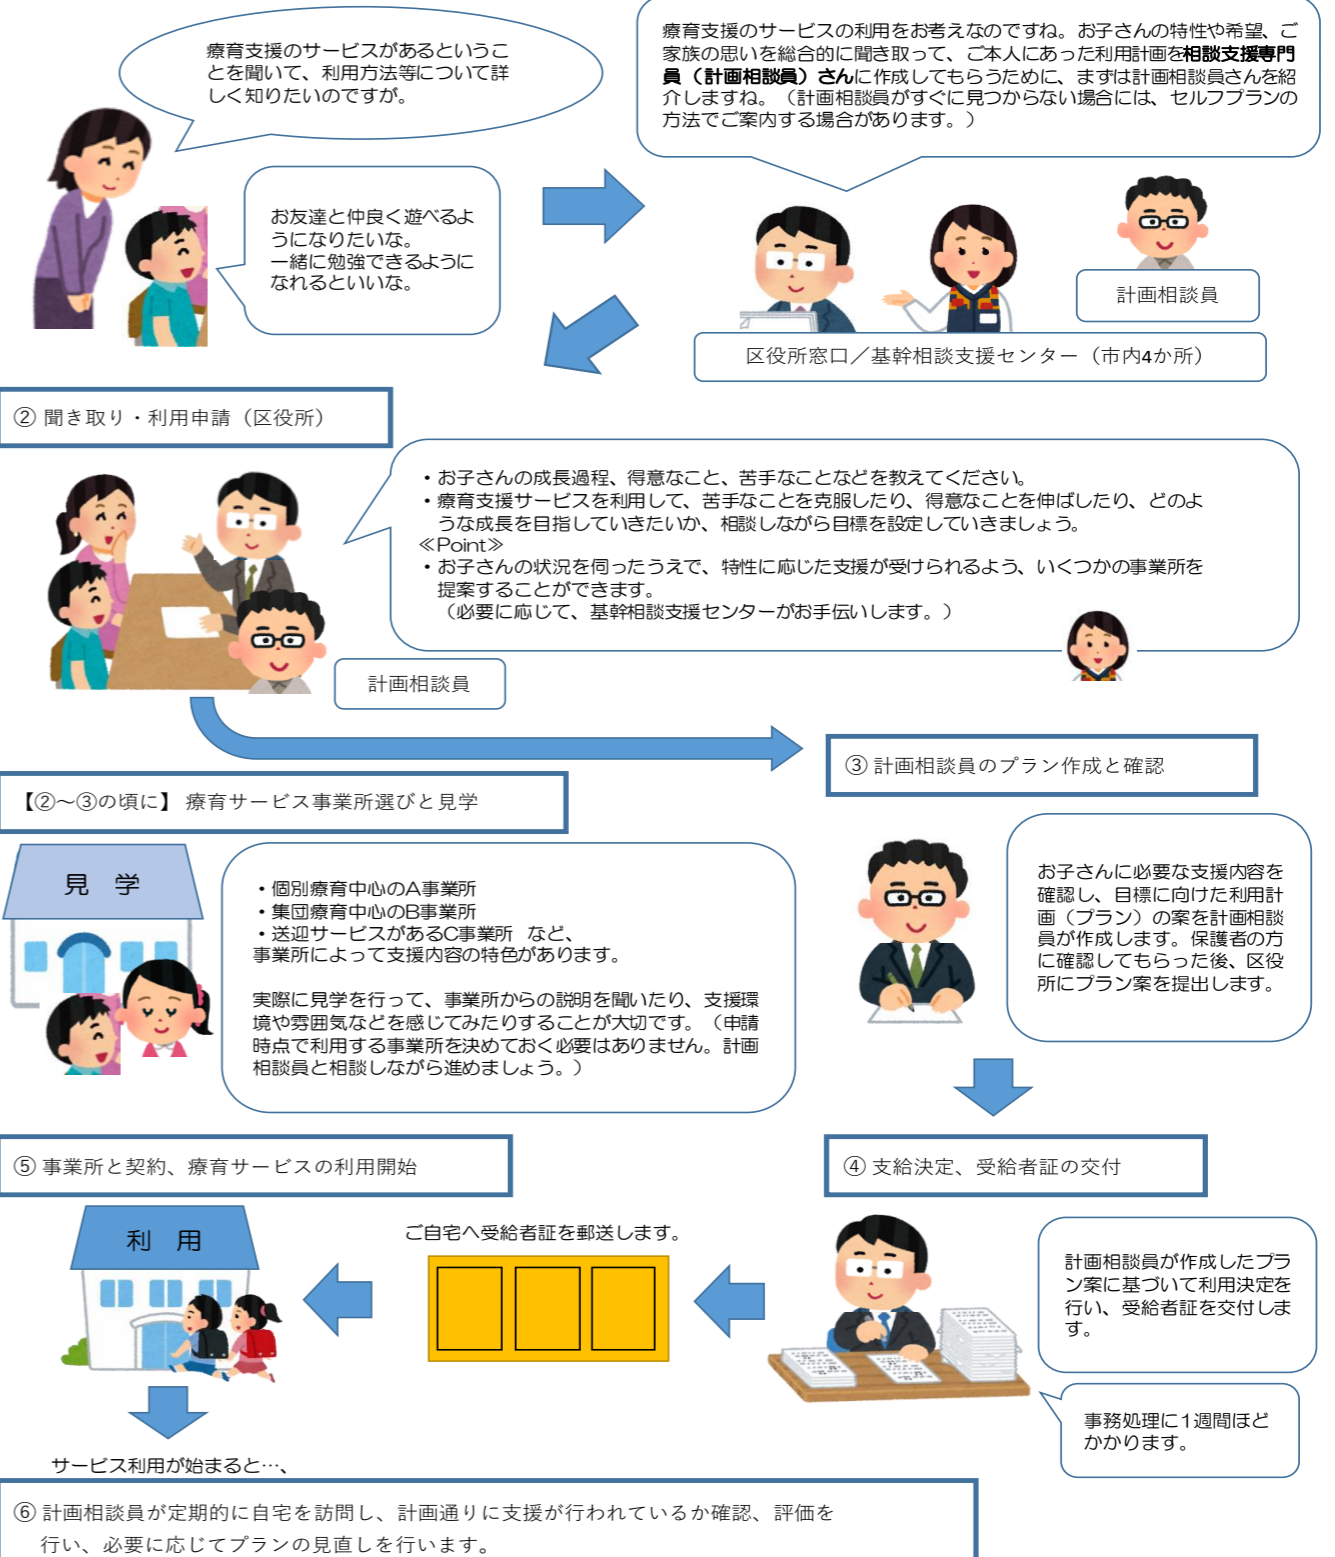 療育支援のサービスがあるというこ
とを聞いて、利用方法等について詳
しく知りたいのですが。
療育支援のサービスの利用をお考えなのですね。お子さんの特性や希望、ご
家族の思いを総合的に聞き取って、ご本人にあった利用計画を相談支援専門
員（計画相談員）さんに作成してもらうために、まずは計画相談員さんを紹
介しますね。（計画相談員がすぐに見つからない場合には、セルフプランの
方法でご案内する場合があります。）
お友達と仲良く遊べるよ
うになりたいな。
一緒に勉強できるように
なれるといいな。
計画相談員
区役所窓口／基幹相談支援センター（市内4か所）
② 聞き取り・利用申請（区役所）
・お子さんの成長過程、得意なこと、苦手なことなどを教えてください。
・療育支援サービスを利用して、苦手なことを克服したり、得意なことを伸ばしたり、どのよ
うな成長を目指していきたいか、相談しながら目標を設定していきましょう。
≪Point≫
・お子さんの状況を伺ったうえで、特性に応じた支援が受けられるよう、いくつかの事業所を
提案することができます。
（必要に応じて、基幹相談支援センターがお手伝いします。）
計画相談員
③ 計画相談員のプラン作成と確認
【②～③の頃に】 療育サービス事業所選びと見学
見 学
・個別療育中心のA事業所
・集団療育中心のB事業所
・送迎サービスがあるC事業所 など、
事業所によって支援内容の特色があります。
実際に見学を行って、事業所からの説明を聞いたり、支援環
境や雰囲気などを感じてみたりすることが大切です。（申請
時点で利用する事業所を決めておく必要はありません。計画
相談員と相談しながら進めましょう。）
お子さんに必要な支援内容を
確認し、目標に向けた利用計
画（プラン）の案を計画相談
員が作成します。保護者の方
に確認してもらった後、区役
所にプラン案を提出します。
⑤ 事業所と契約、療育サービスの利用開始
④ 支給決定、受給者証の交付
利 用
ご自宅へ受給者証を郵送します。
計画相談員が作成したプラ
ン案に基づいて利用決定を
行い、受給者証を交付しま
す。
事務処理に1週間ほど
かかります。
サービス利用が始まると…、
⑥ 計画相談員が定期的に自宅を訪問し、計画通りに支援が行われているか確認、評価を
行い、必要に応じてプランの見直しを行います。